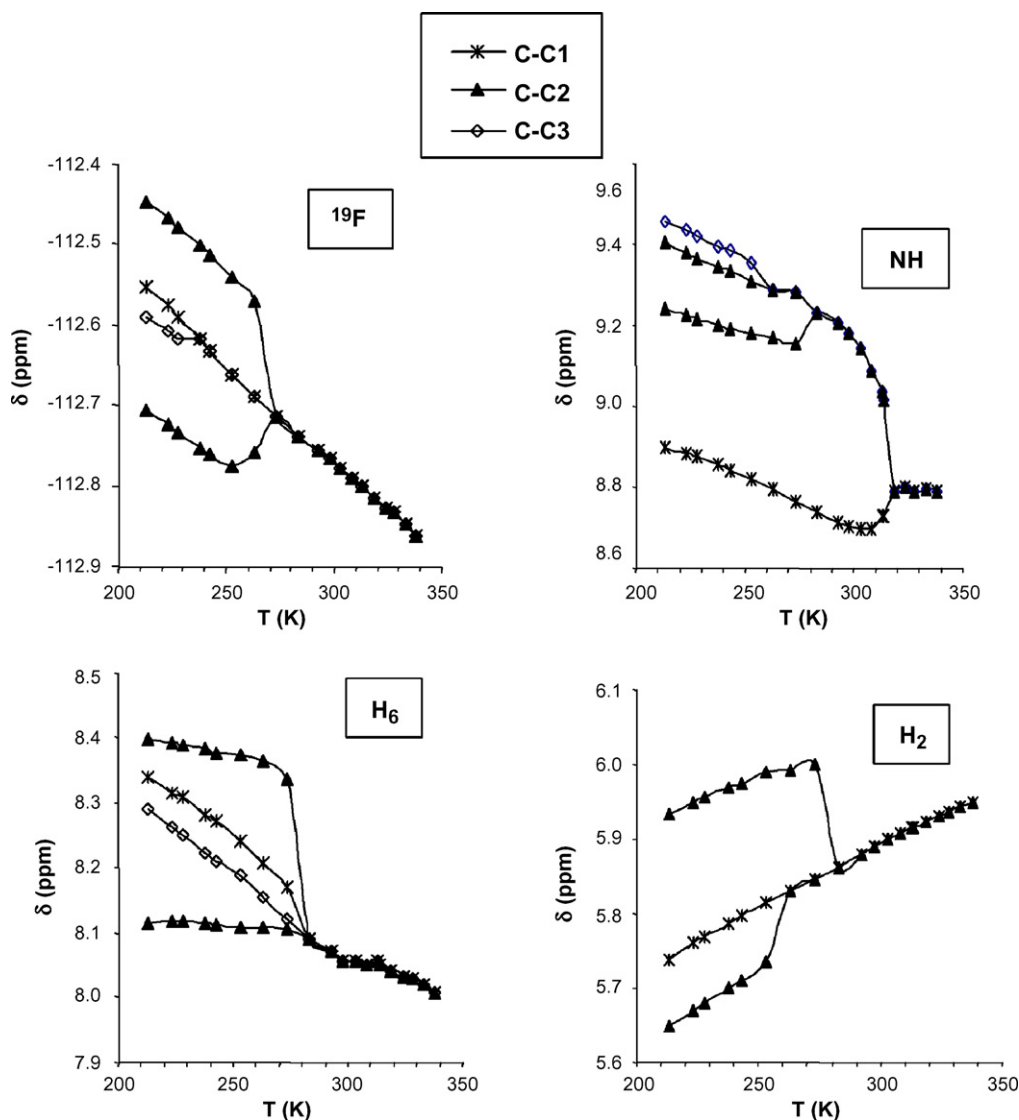 C-C1
C-C2
C-C3
-112.4
-112.5
-112.6
-112.7
-112.8
-112.9
δ (ppm)
19F
200
250
300
350
T (K)
9.6
9.4
9.2
9.0
8.8
8.6
δ (ppm)
NH
200
250
300
350
T (K)
8.5
8.4
8.3
8.2
8.1
8.0
7.9
δ (ppm)
H6
200
250
300
350
T (K)
6.1
6.0
5.9
5.8
5.7
5.6
δ (ppm)
H2
200
250
300
350
T (K)